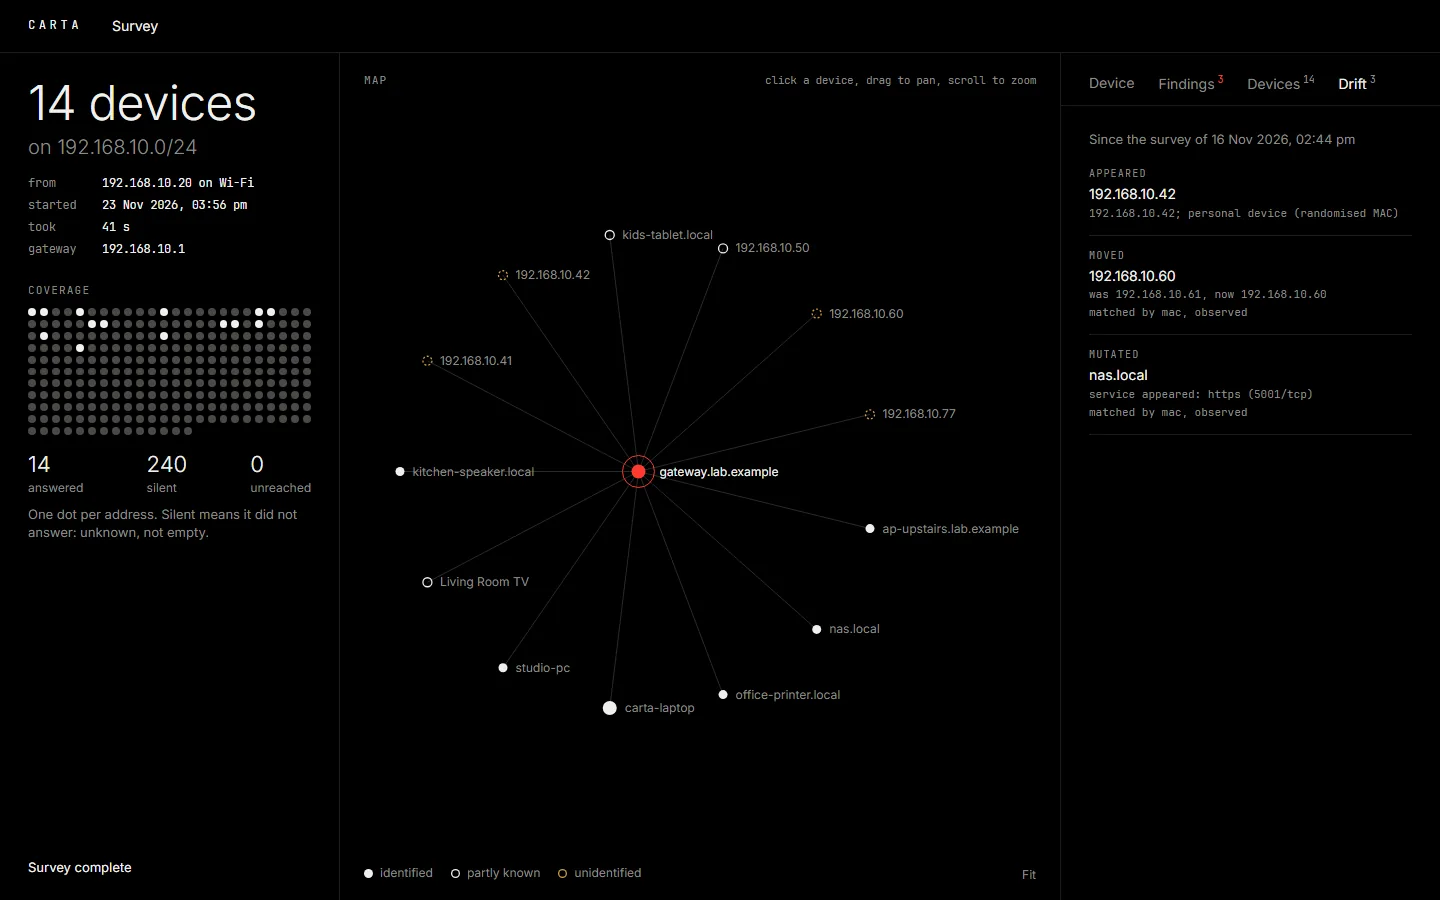 CARTA Survey
14 devices
on 192.168.10.0/24
from 192.168.10.20 on Wi-Fi
started 23 Nov 2026, 03:56 pm
took 41 s
gateway 192.168.10.1
COVERAGE
14 240 0
answered silent unreached
One dot per address. Silent means it did not
answer: unknown, not empty.
Survey complete
MAP click a device, drag to pan, scroll to zoom
kids-tablet.local
192.168.10.50
192.168.10.42
192.168.10.60
192.168.10.41
192.168.10.77
kitchen-speaker.local
gateway.lab.example
ap-upstairs.lab.example
Living Room TV
nas.local
studio-pc
office-printer.local
carta-laptop
identified partly known unidentified Fit
Device Findings 3 Devices 14 Drift 3
Since the survey of 16 Nov 2026, 02:44 pm
APPEARED
192.168.10.42
192.168.10.42; personal device (randomised MAC)
MOVED
192.168.10.60
was 192.168.10.61, now 192.168.10.60
matched by mac, observed
MUTATED
nas.local
service appeared: https (5001/tcp)
matched by mac, observed